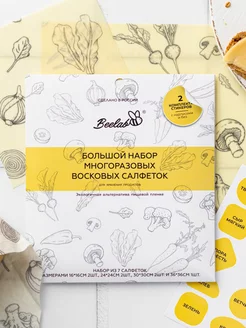 СДЕЛАНО В РОССИИ
2
КОМПЛЕКТА
СТИКЕРОВ
Beelab
БОЛЬШОЙ НАБОР
МНОГОРАЗОВЫХ
ВОСКОВЫХ САЛФЕТОК
для хранения продуктов
Экологичная альтернатива пищевой пленке
НАБОР ИЗ 7 САЛФЕТОК
РАЗМЕРАМИ 16*16СМ 2ШТ., 24*24СМ 2ШТ., 30*30СМ 2ШТ И 36*36СМ 1ШТ.
СЫР
МЯГКИЙ
ЗЕЛЕНЬ